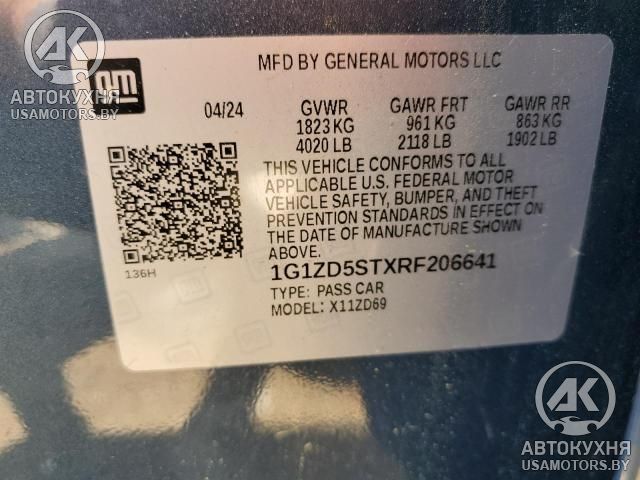 GM
MFD BY GENERAL MOTORS LLC
04/24
GVWR
1823 KG
4020 LB
GAWR FRT
961 KG
2118 LB
GAWR RR
863 KG
1902 LB
THIS VEHICLE CONFORMS TO ALL
APPLICABLE U.S. FEDERAL MOTOR
VEHICLE SAFETY, BUMPER, AND THEFT
PREVENTION STANDARDS IN EFFECT ON
THE DATE OF MANUFACTURE SHOWN
ABOVE.
136H
1G1ZD5STXRF206641
TYPE: PASS CAR
MODEL: X11ZD69
АК
АВТОКУХНЯ
USAMOTORS.BY
АК
АВТОКУХНЯ
USAMOTORS.BY